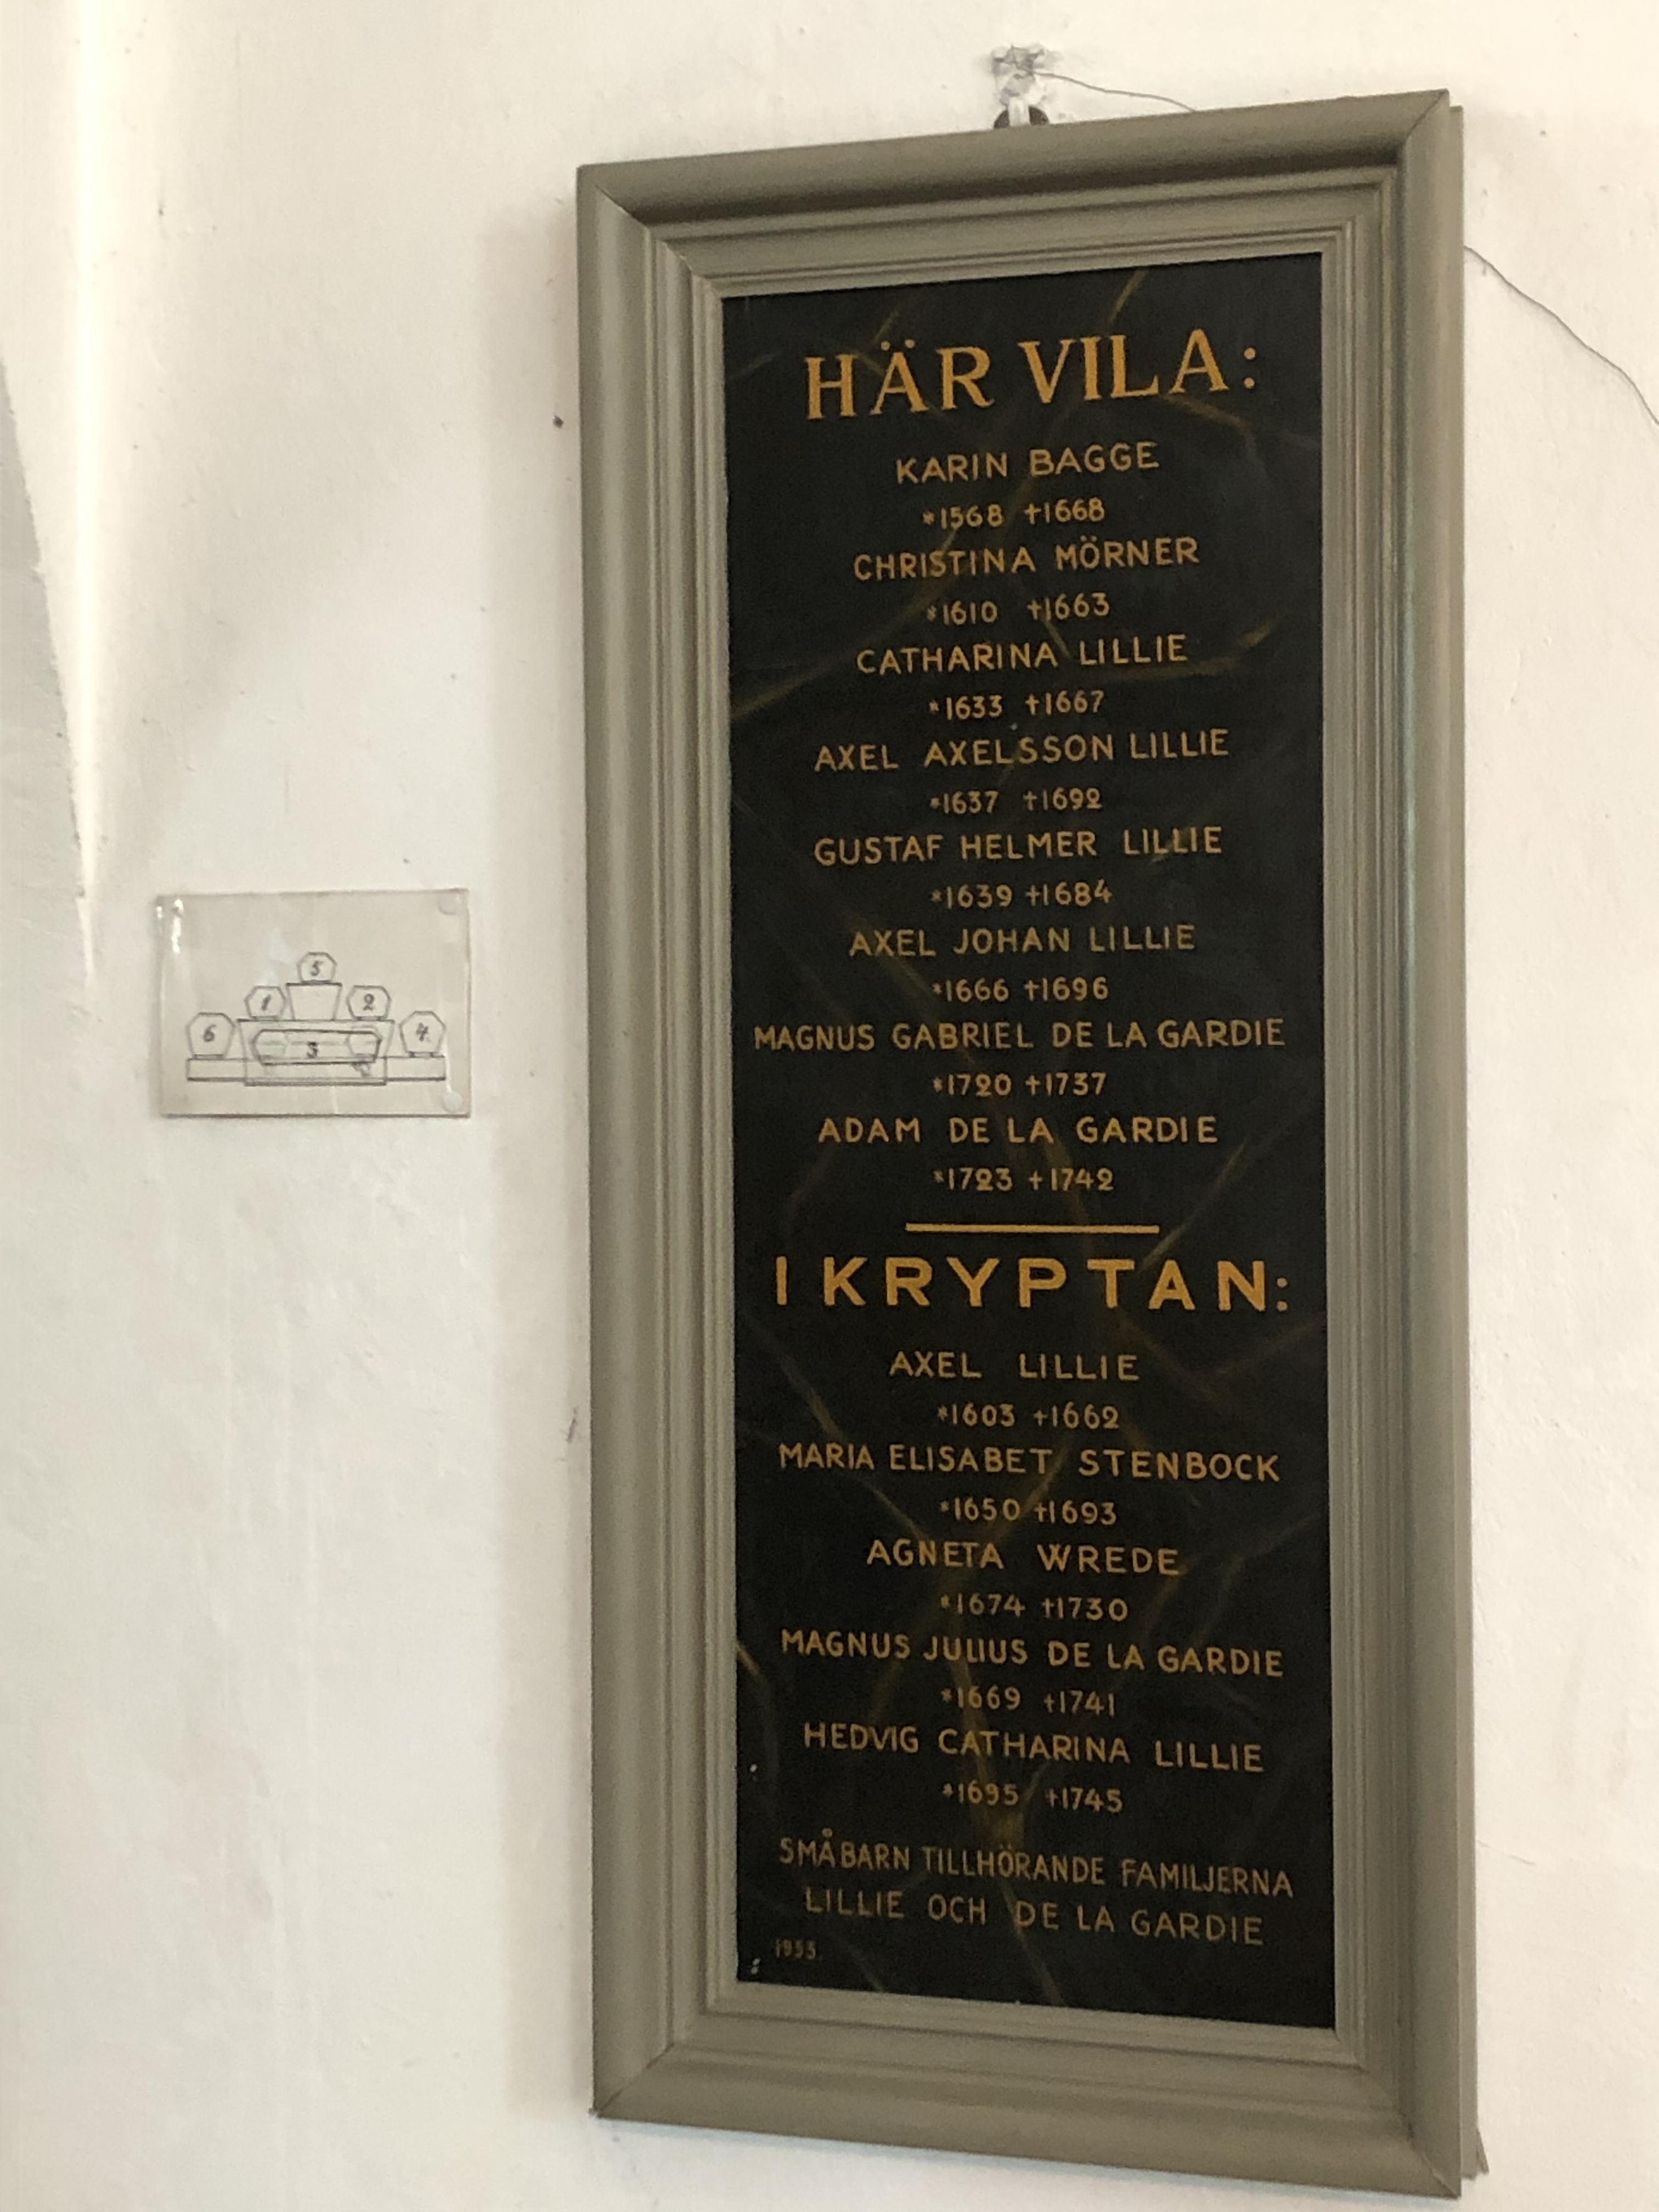 HÄR VILA:
KARIN BAGGE
*1568 †1668
CHRISTINA MÖRNER
*1610 †1663
CATHARINA LILLIE
*1633 †1667
AXEL AXELSSON LILLIE
*1637 †1692
GUSTAF HELMER LILLIE
*1639 †1684
AXEL JOHAN LILLIE
*1666 †1696
MAGNUS GABRIEL DE LA GARDIE
*1720 †1737
ADAM DE LA GARDIE
*1723 †1742
I KRYPTAN:
AXEL LILLIE
*1603 †1662
MARIA ELISABET STENBOCK
*1650 †1693
AGNETA WREDE
*1674 †1730
MAGNUS JULIUS DE LA GARDIE
*1669 †1741
HEDVIG CATHARINA LILLIE
*1695 †1745
SMÅBARN TILLHÖRANDE FAMILJERNA
LILLIE OCH DE LA GARDIE
1953.
5
1 2
6 3 4